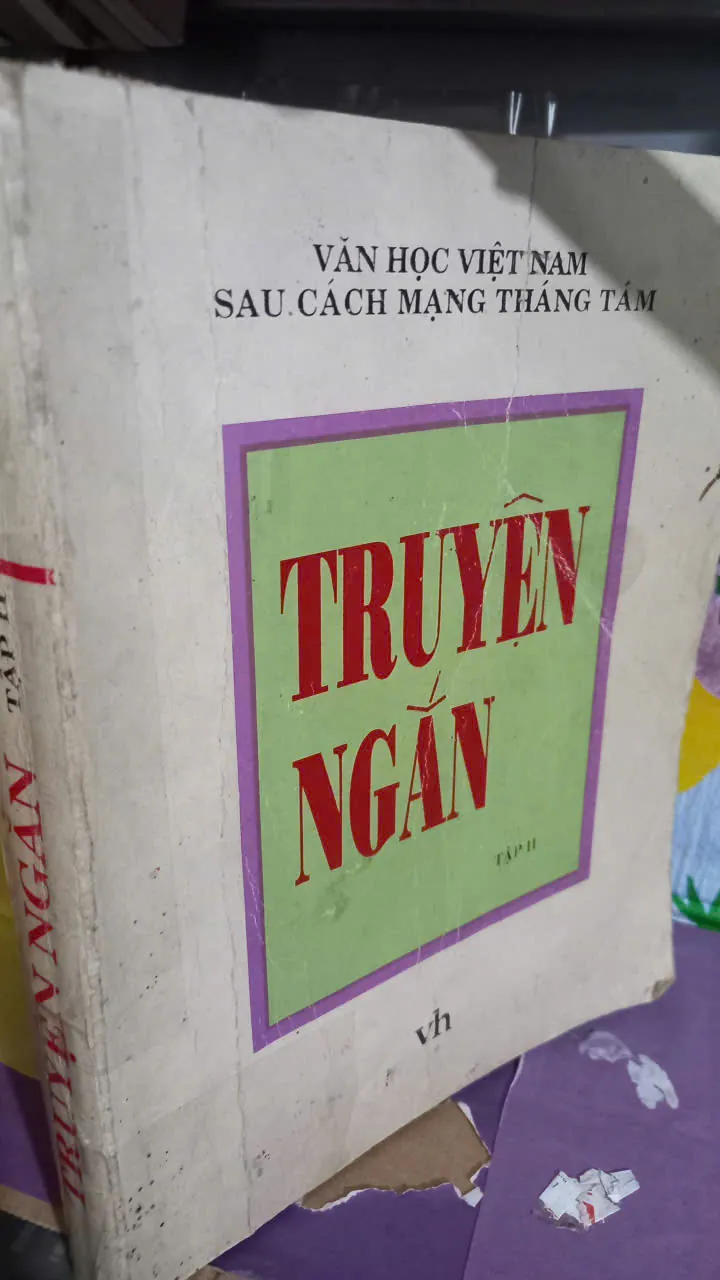 VĂN HỌC VIỆT NAM
SAU CÁCH MẠNG THÁNG TÁM
TRUYỆN
NGẮN
TẬP II
vh
TRUYỆN NGẮN TẬP II